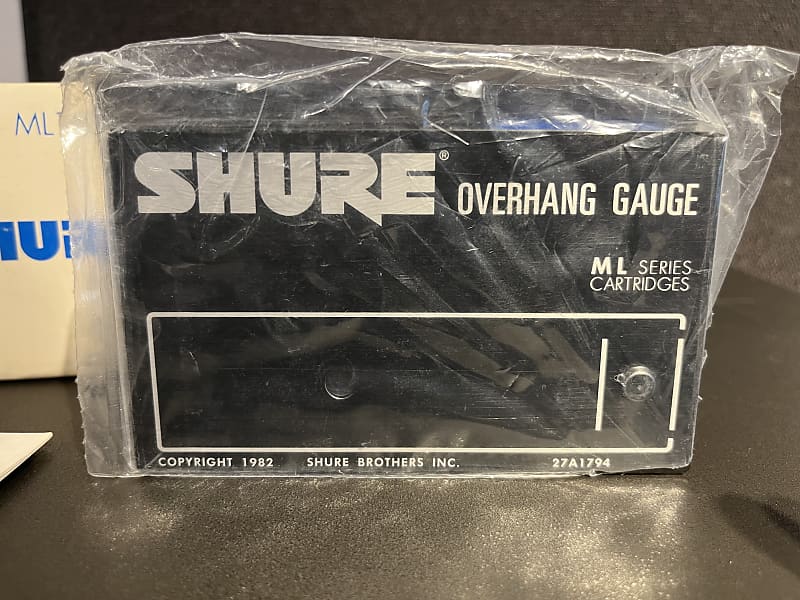 ML
SHURE® OVERHANG GAUGE
ML SERIES
CARTRIDGES
COPYRIGHT 1982 SHURE BROTHERS INC. 27A1794